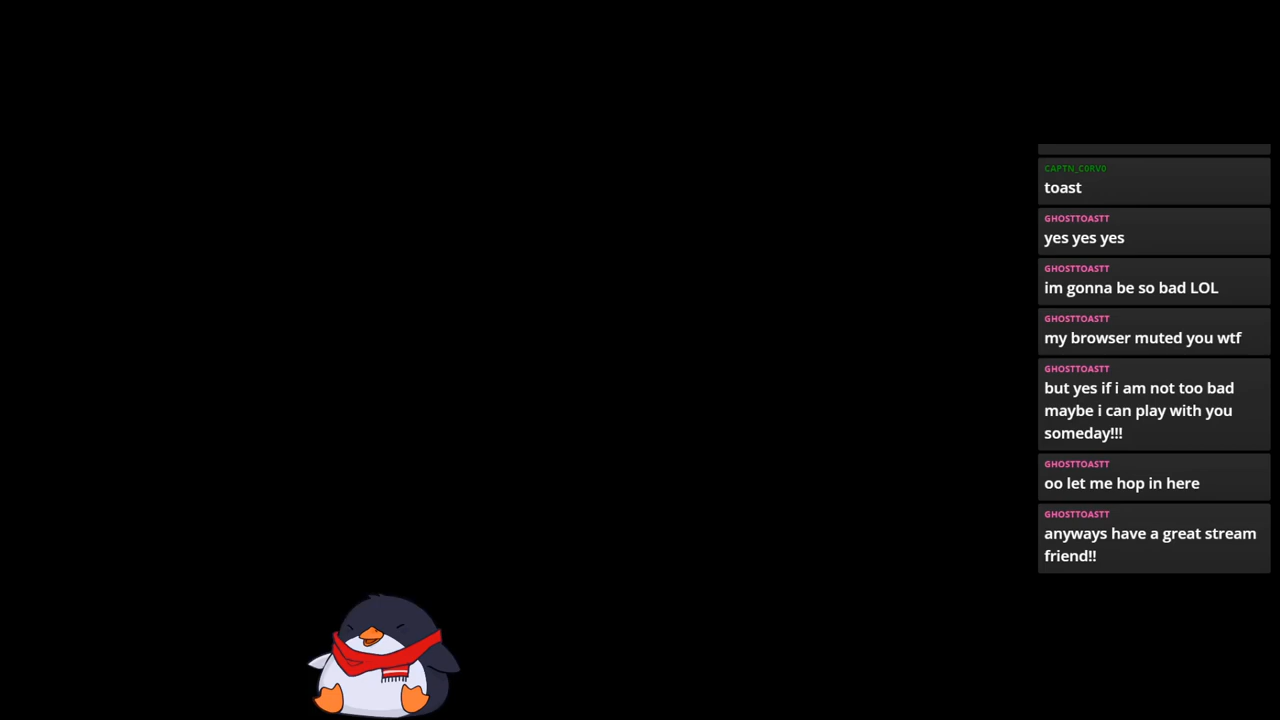 CAPTN_C0RV0
toast
GHOSTTOASTT
yes yes yes
GHOSTTOASTT
im gonna be so bad LOL
GHOSTTOASTT
my browser muted you wtf
GHOSTTOASTT
but yes if i am not too bad
maybe i can play with you
someday!!!
GHOSTTOASTT
oo let me hop in here
GHOSTTOASTT
anyways have a great stream
friend!!